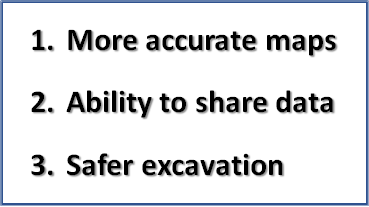 1. More accurate maps
2. Ability to share data
3. Safer excavation